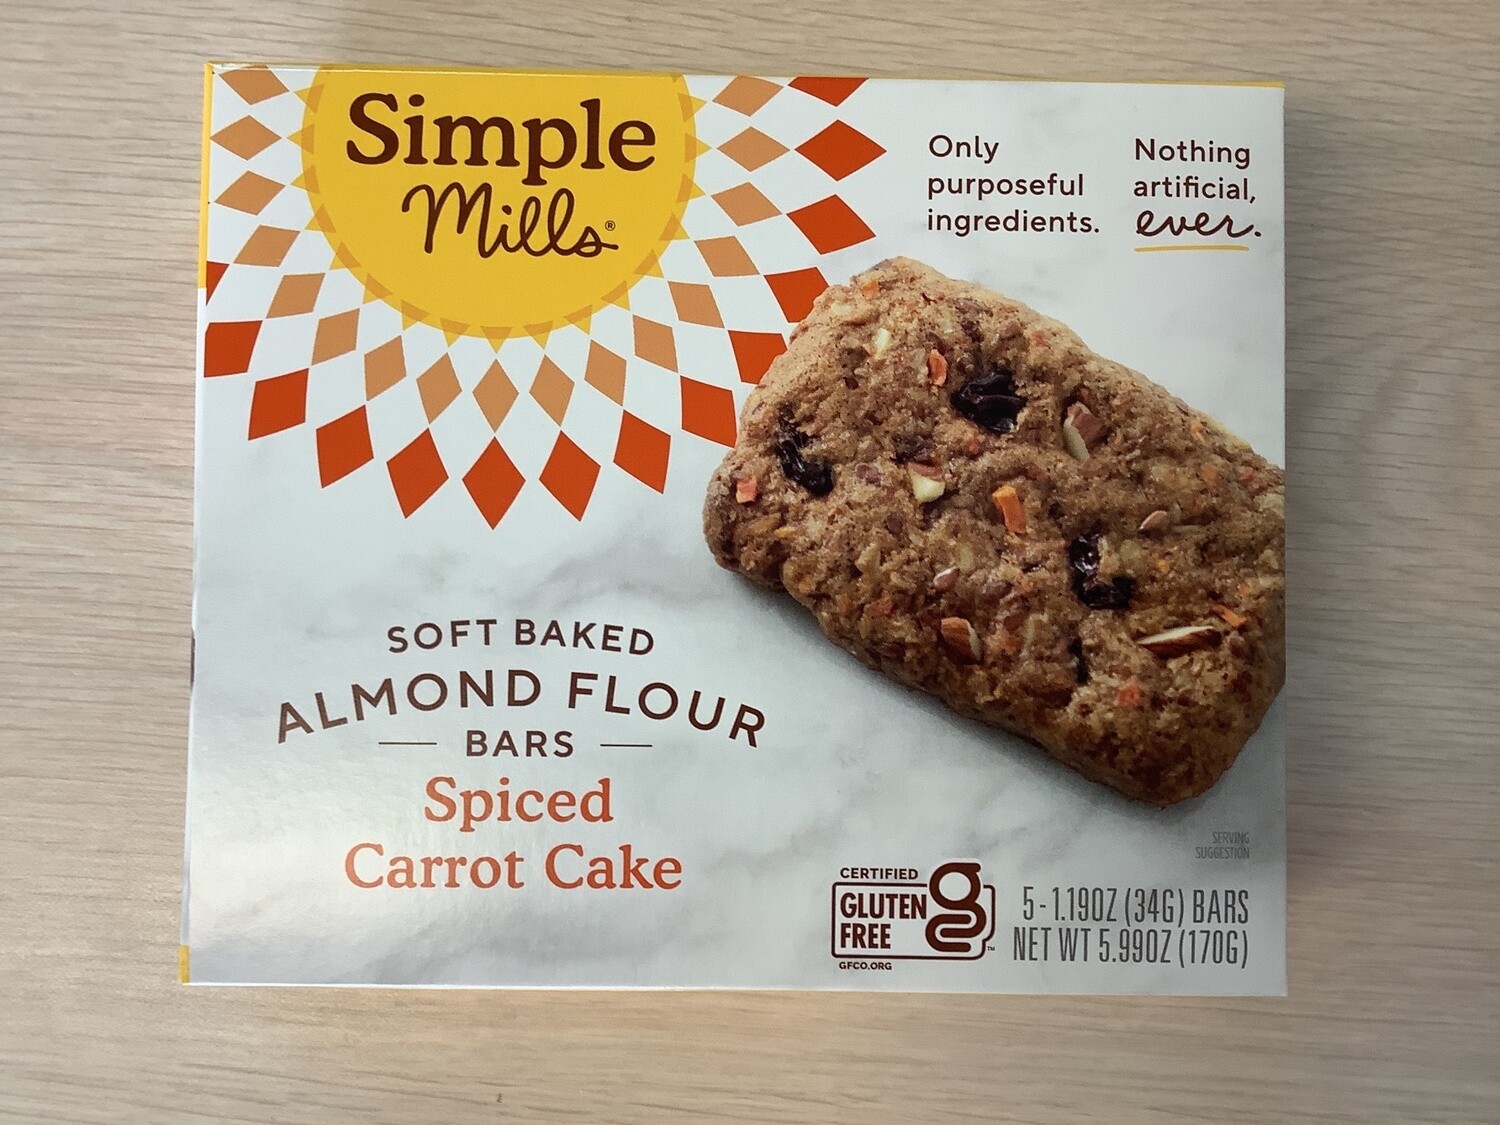 Simple
Mills®
Only
purposeful
ingredients.
Nothing
artificial,
ever.
SOFT BAKED
ALMOND FLOUR
BARS
Spiced
Carrot Cake
SERVING
SUGGESTION
CERTIFIED
GLUTEN
FREE
g
™
GFCO.ORG
5-1.19OZ (34G) BARS
NET WT 5.99OZ (170G)